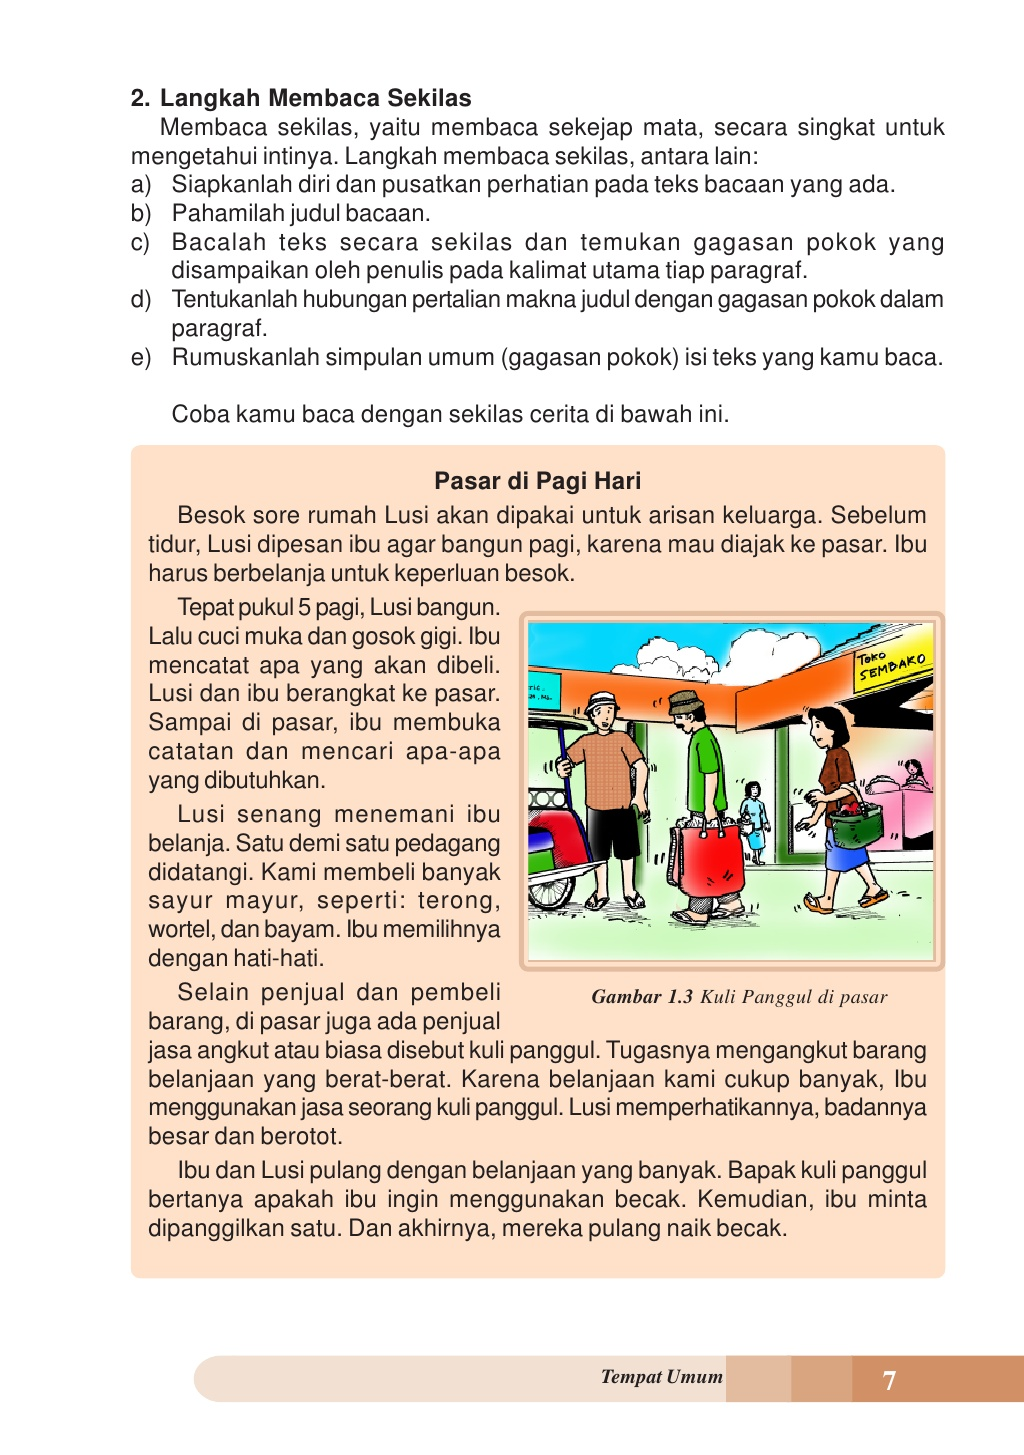 2. Langkah Membaca Sekilas
Membaca sekilas, yaitu membaca sekejap mata, secara singkat untuk
mengetahui intinya. Langkah membaca sekilas, antara lain:
a) Siapkanlah diri dan pusatkan perhatian pada teks bacaan yang ada.
b) Pahamilah judul bacaan.
c) Bacalah teks secara sekilas dan temukan gagasan pokok yang
disampaikan oleh penulis pada kalimat utama tiap paragraf.
d) Tentukanlah hubungan pertalian makna judul dengan gagasan pokok dalam
paragraf.
e) Rumuskanlah simpulan umum (gagasan pokok) isi teks yang kamu baca.
Coba kamu baca dengan sekilas cerita di bawah ini.
Pasar di Pagi Hari
Besok sore rumah Lusi akan dipakai untuk arisan keluarga. Sebelum
tidur, Lusi dipesan ibu agar bangun pagi, karena mau diajak ke pasar. Ibu
harus berbelanja untuk keperluan besok.
Tepat pukul 5 pagi, Lusi bangun.
Lalu cuci muka dan gosok gigi. Ibu
mencatat apa yang akan dibeli.
Lusi dan ibu berangkat ke pasar.
Sampai di pasar, ibu membuka
catatan dan mencari apa-apa
yang dibutuhkan.
Lusi senang menemani ibu
belanja. Satu demi satu pedagang
didatangi. Kami membeli banyak
sayur mayur, seperti: terong,
wortel, dan bayam. Ibu memilihnya
dengan hati-hati.
TOKO
SEMBAKO
Gambar 1.3 Kuli Panggul di pasar
Selain penjual dan pembeli
barang, di pasar juga ada penjual
jasa angkut atau biasa disebut kuli panggul. Tugasnya mengangkut barang
belanjaan yang berat-berat. Karena belanjaan kami cukup banyak, Ibu
menggunakan jasa seorang kuli panggul. Lusi memperhatikannya, badannya
besar dan berotot.
Ibu dan Lusi pulang dengan belanjaan yang banyak. Bapak kuli panggul
bertanya apakah ibu ingin menggunakan becak. Kemudian, ibu minta
dipanggilkan satu. Dan akhirnya, mereka pulang naik becak.
Tempat Umum 7